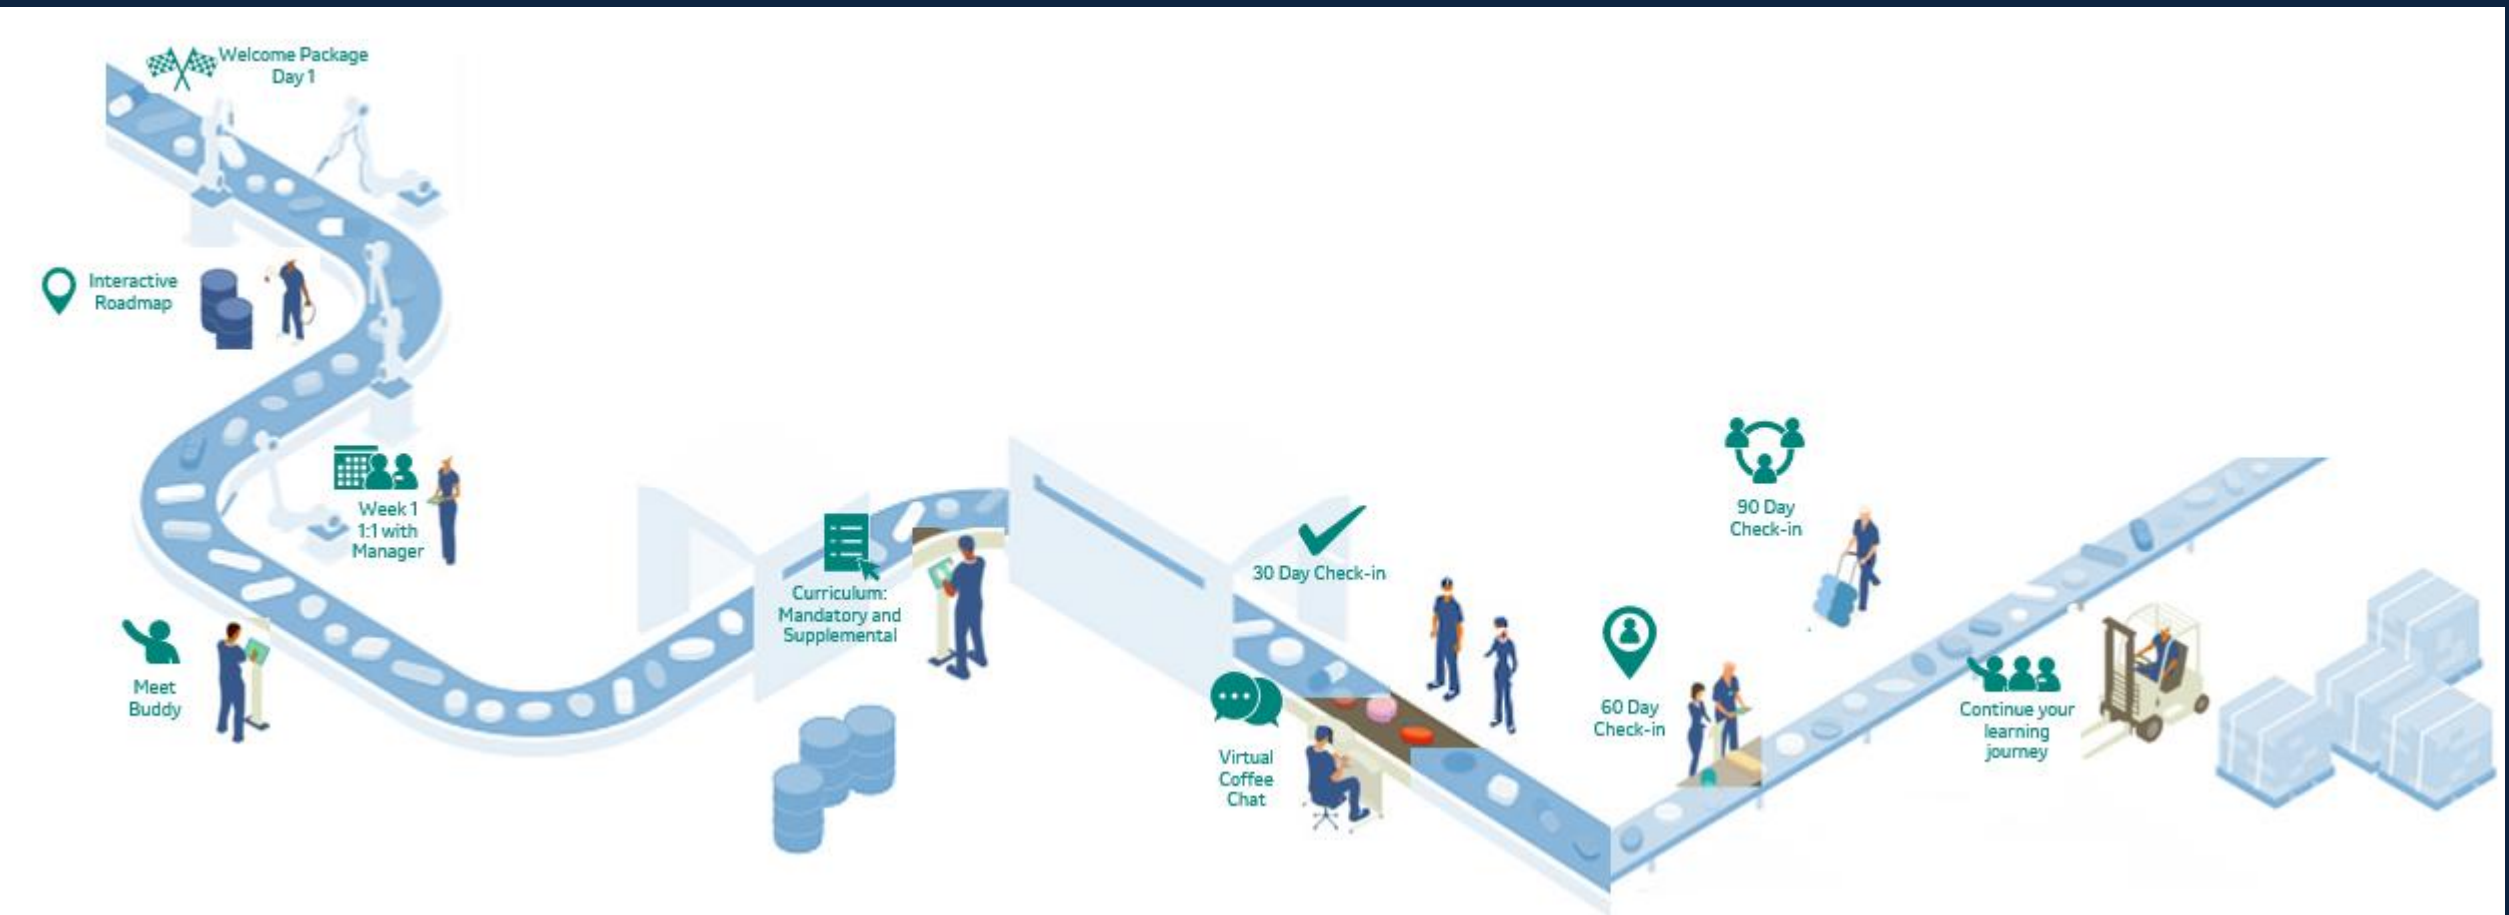 Welcome Package
Day 1
Interactive
Roadmap
Week 1
1:1 with
Manager
Meet
Buddy
Curriculum:
Mandatory and
Supplemental
30 Day Check-in
Virtual
Coffee
Chat
60 Day
Check-in
90 Day
Check-in
Continue your
learning
journey